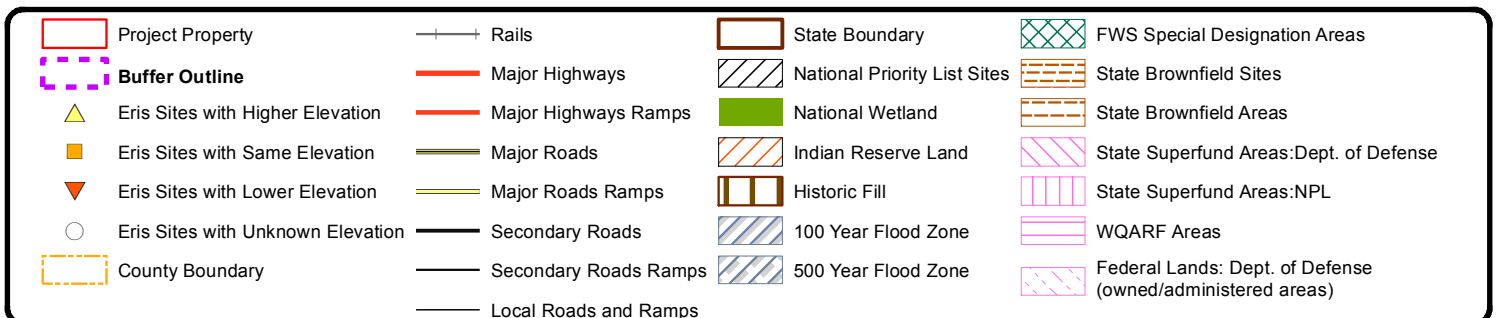 Project Property
Buffer Outline
Eris Sites with Higher Elevation
Eris Sites with Same Elevation
Eris Sites with Lower Elevation
Eris Sites with Unknown Elevation
County Boundary
Rails
Major Highways
Major Highways Ramps
Major Roads
Major Roads Ramps
Secondary Roads
Secondary Roads Ramps
Local Roads and Ramps
State Boundary
National Priority List Sites
National Wetland
Indian Reserve Land
Historic Fill
100 Year Flood Zone
500 Year Flood Zone
FWS Special Designation Areas
State Brownfield Sites
State Brownfield Areas
State Superfund Areas:Dept. of Defense
State Superfund Areas:NPL
WQARF Areas
Federal Lands: Dept. of Defense
(owned/administered areas)